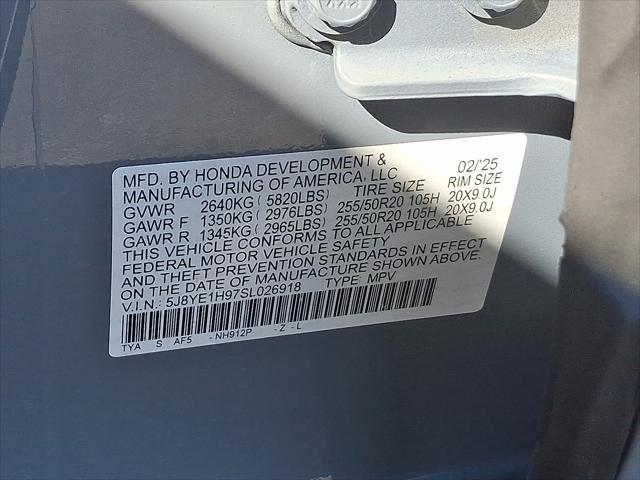 MFD. BY HONDA DEVELOPMENT & 02/'25
MANUFACTURING OF AMERICA, LLC
TIRE SIZE RIM SIZE
GVWR 2640KG( 5820LBS)
GAWR F 1350KG( 2976LBS) 255/50R20 105H 20X9.0J
GAWR R 1345KG( 2965LBS) 255/50R20 105H 20X9.0J
THIS VEHICLE CONFORMS TO ALL APPLICABLE
FEDERAL MOTOR VEHICLE SAFETY
AND THEFT PREVENTION STANDARDS IN EFFECT
ON THE DATE OF MANUFACTURE SHOWN ABOVE.
V.I.N.: 5J8YE1H97SL026918 TYPE: MPV
TYA S AF5 - NH912P - Z - L